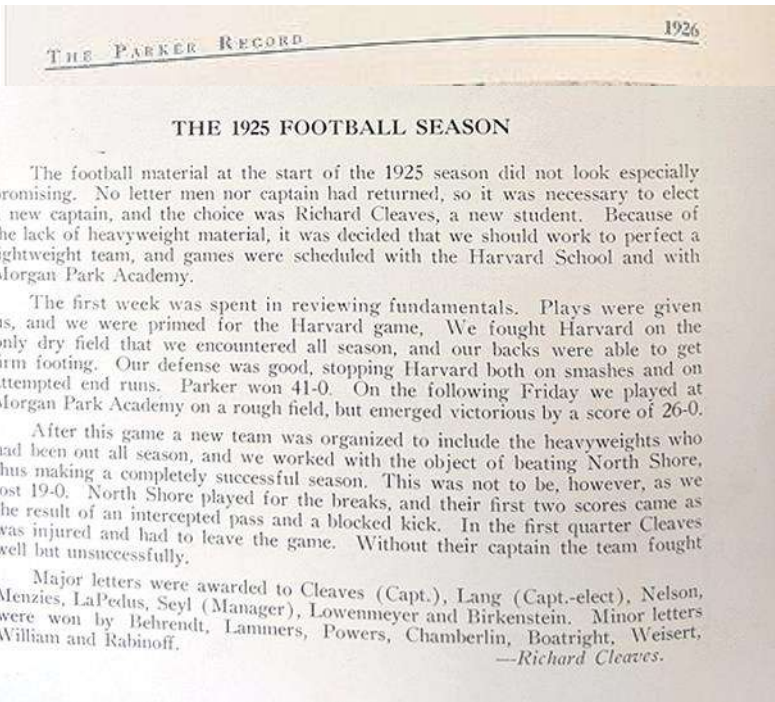 THE PARKER RECORD
1926
THE 1925 FOOTBALL SEASON
The football material at the start of the 1925 season did not look especially
romising. No letter men nor captain had returned, so it was necessary to elect
new captain, and the choice was Richard Cleaves, a new student. Because of
he lack of heavyweight material, it was decided that we should work to perfect a
ightweight team, and games were scheduled with the Harvard School and with
Morgan Park Academy.
The first week was spent in reviewing fundamentals. Plays were given
us, and we were primed for the Harvard game, We fought Harvard on the
only dry field that we encountered all season, and our backs were able to get
irm footing. Our defense was good, stopping Harvard both on smashes and on
ttempted end runs. Parker won 41-0. On the following Friday we played at
Morgan Park Academy on a rough field, but emerged victorious by a score of 26-0.
After this game a new team was organized to include the heavyweights who
had been out all season, and we worked with the object of beating North Shore,
hus making a completely successful season. This was not to be, however, as we
ost 19-0. North Shore played for the breaks, and their first two scores came as
he result of an intercepted pass and a blocked kick. In the first quarter Cleaves
was injured and had to leave the game. Without their captain the team fought
well but unsuccessfully.
Major letters were awarded to Cleaves (Capt.), Lang (Capt.-elect), Nelson,
Menzies, LaPedus, Seyl (Manager), Lowenmeyer and Birkenstein. Minor letters
were won by Behrendt, Lammers, Powers, Chamberlin, Boatright, Weisert,
William and Rabinoff.
—Richard Cleaves.